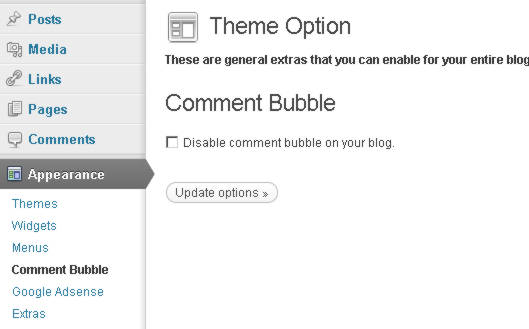 Posts
Media
Links
Pages
Comments
Appearance
Themes
Widgets
Menus
Comment Bubble
Google Adsense
Extras
Theme Option
These are general extras that you can enable for your entire blog
Comment Bubble
Disable comment bubble on your blog.
Update options »